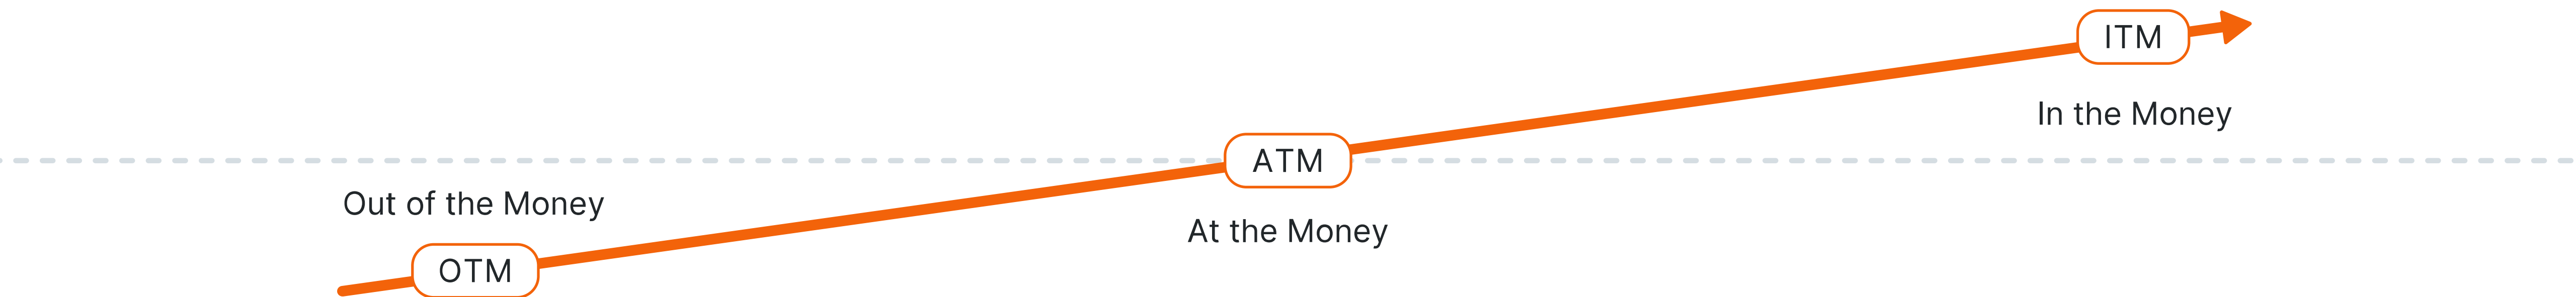 ITM
In the Money
ATM
At the Money
Out of the Money
OTM